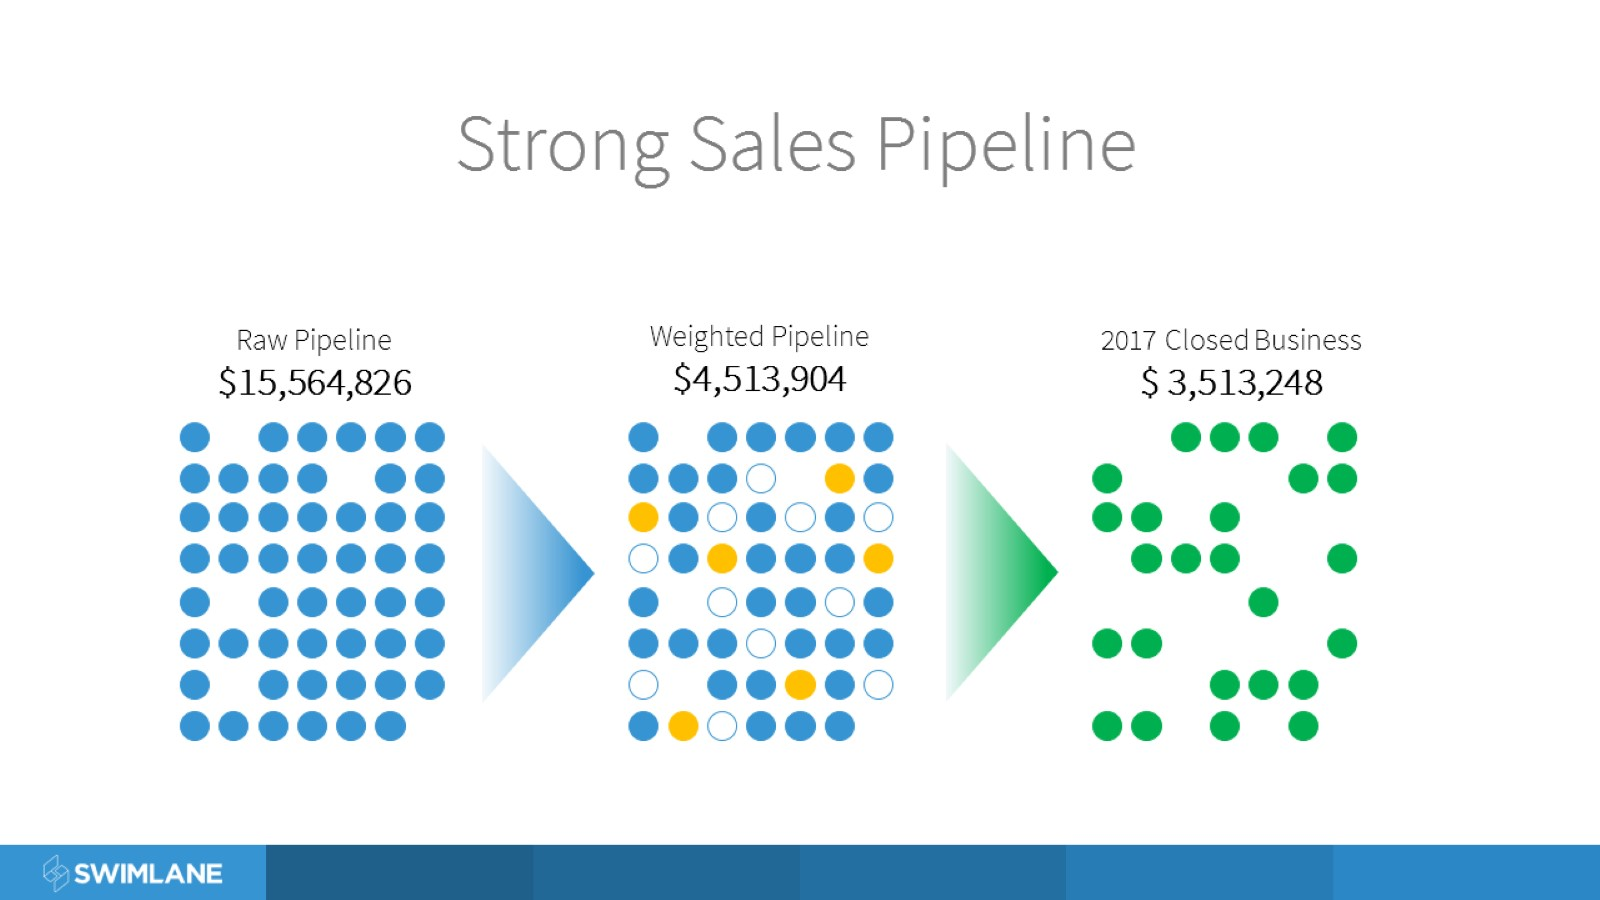 Strong Sales Pipeline
Raw Pipeline
$15,564,826
Weighted Pipeline
$4,513,904
2017 Closed Business
$ 3,513,248
SWIMLANE